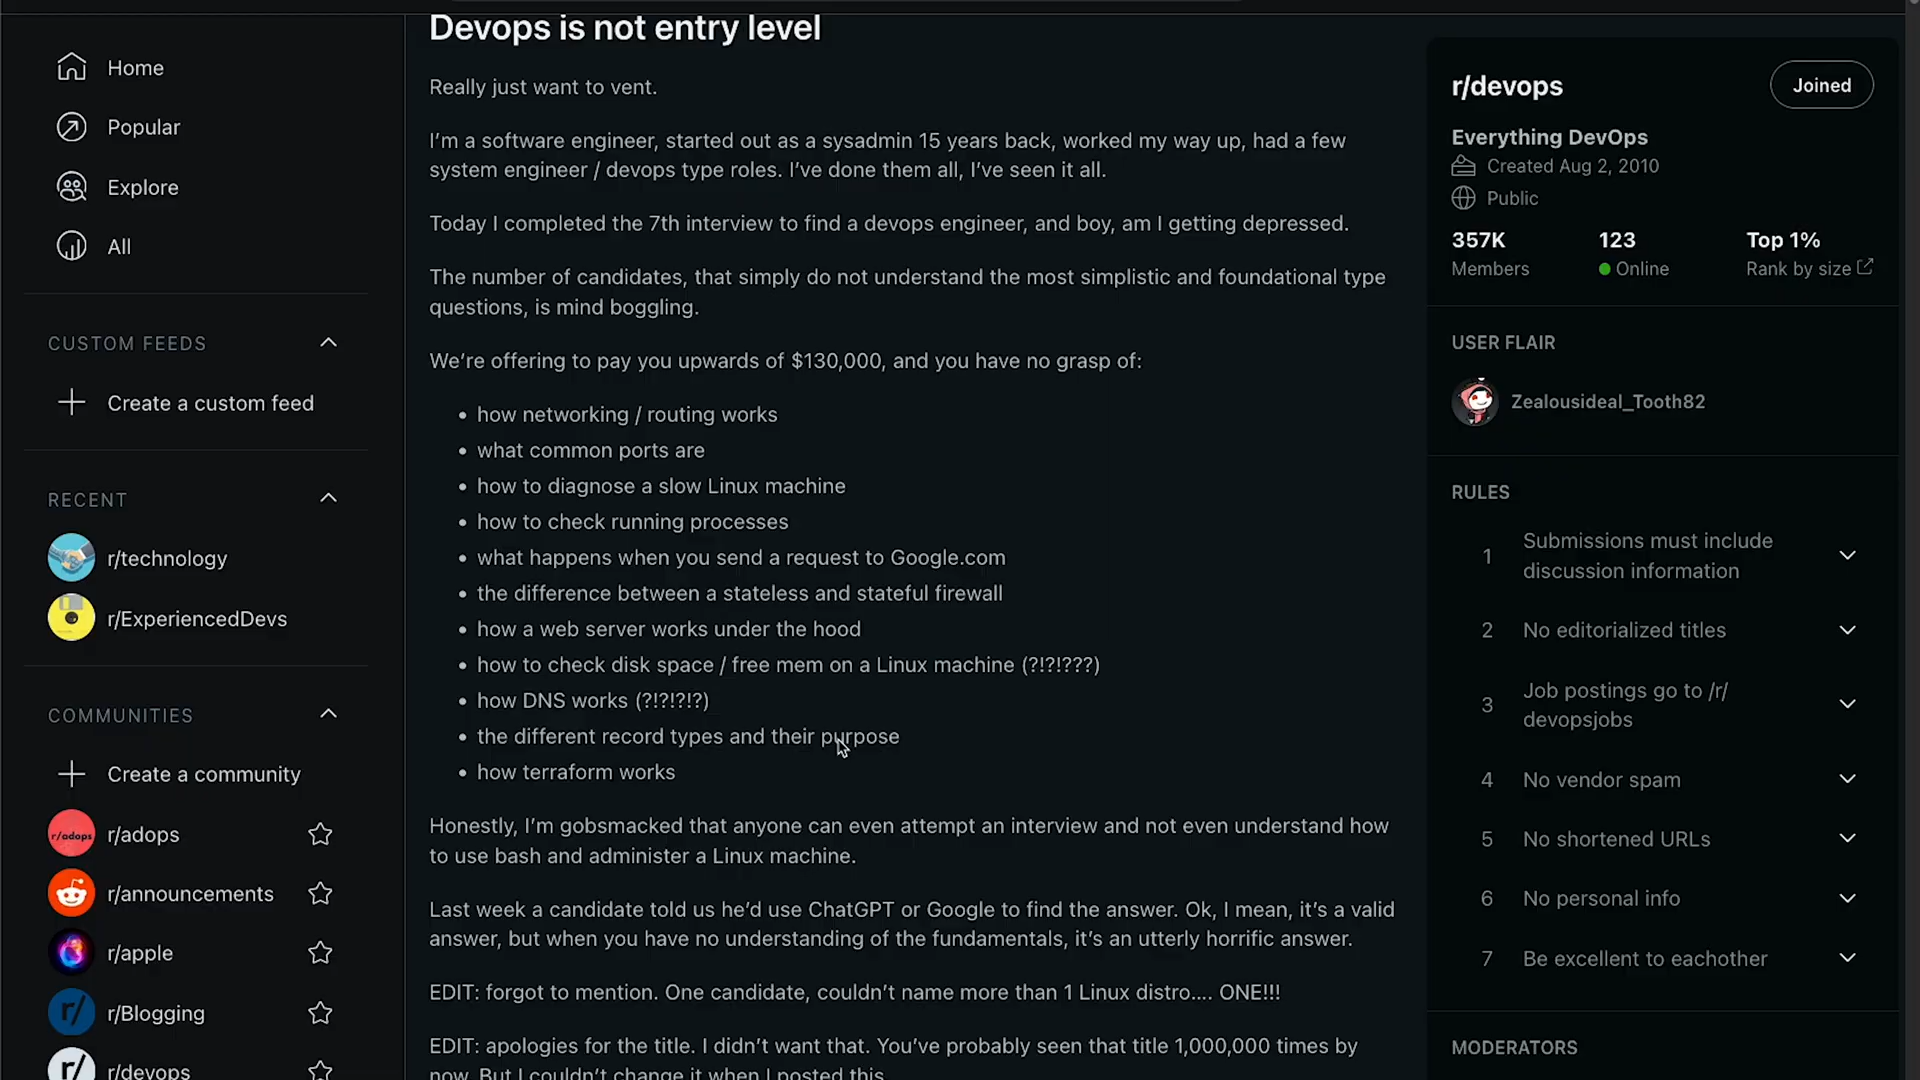 Home
Popular
Explore
All
CUSTOM FEEDS
Create a custom feed
RECENT
r/technology
r/ExperiencedDevs
COMMUNITIES
Create a community
r/adops
r/adops
r/announcements
r/apple
r/
r/Blogging
r/
r/devops
Devops is not entry level
Really just want to vent.
I'm a software engineer, started out as a sysadmin 15 years back, worked my way up, had a few
system engineer / devops type roles. I've done them all, I've seen it all.
Today I completed the 7th interview to find a devops engineer, and boy, am I getting depressed.
The number of candidates, that simply do not understand the most simplistic and foundational type
questions, is mind boggling.
We're offering to pay you upwards of $130,000, and you have no grasp of:
• how networking / routing works
• what common ports are
• how to diagnose a slow Linux machine
• how to check running processes
• what happens when you send a request to Google.com
• the difference between a stateless and stateful firewall
• how a web server works under the hood
• how to check disk space / free mem on a Linux machine (?!?!???)
• how DNS works (?!?!?!?)
• the different record types and their purpose
• how terraform works
Honestly, I'm gobsmacked that anyone can even attempt an interview and not even understand how
to use bash and administer a Linux machine.
Last week a candidate told us he'd use ChatGPT or Google to find the answer. Ok, I mean, it's a valid
answer, but when you have no understanding of the fundamentals, it's an utterly horrific answer.
EDIT: forgot to mention. One candidate, couldn't name more than 1 Linux distro.... ONE!!!
EDIT: apologies for the title. I didn't want that. You've probably seen that title 1,000,000 times by
now. But I couldn't change it when I posted this.
r/devops
Joined
Everything DevOps
Created Aug 2, 2010
Public
357K
Members
123
Online
Top 1%
Rank by size
USER FLAIR
Zealousideal_Tooth82
RULES
1
Submissions must include
discussion information
2
No editorialized titles
3
Job postings go to /r/
devopsjobs
4
No vendor spam
5
No shortened URLs
6
No personal info
7
Be excellent to eachother
MODERATORS